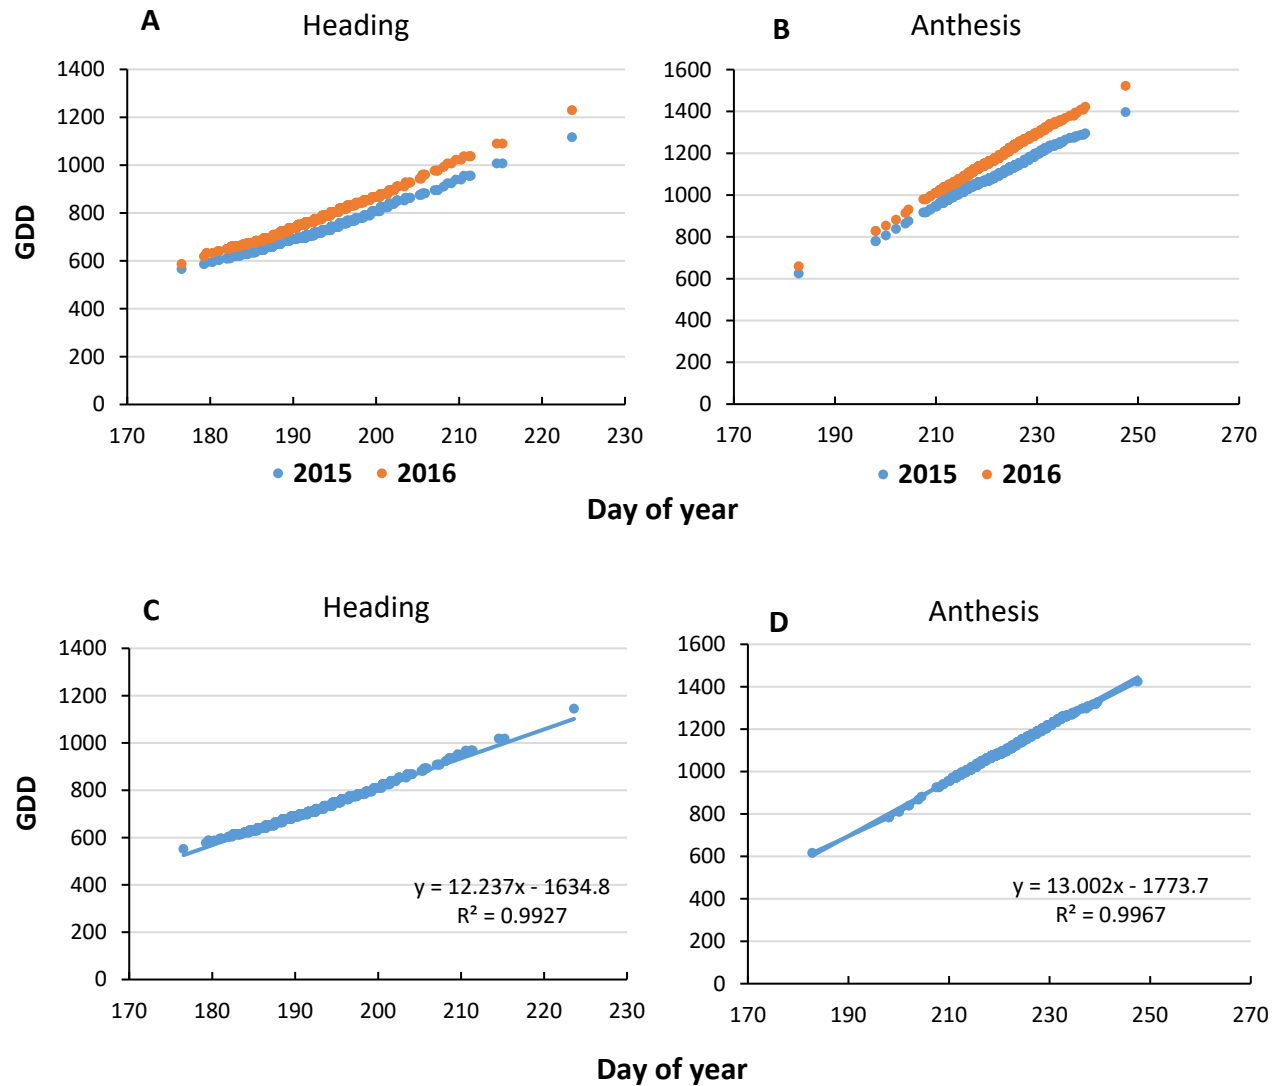 A Heading
1400
1200
1000
800
600
400
200
0
GDD
170 180 190 200 210 220 230
2015 2016
B Anthesis
1600
1400
1200
1000
800
600
400
200
0
170 190 210 230 250 270
2015 2016
Day of year
C Heading
1400
1200
1000
800
600
400
200
0
GDD
y = 12.237x - 1634.8
R² = 0.9927
170 180 190 200 210 220 230
D Anthesis
1600
1400
1200
1000
800
600
400
200
0
y = 13.002x - 1773.7
R² = 0.9967
170 190 210 230 250 270
Day of year